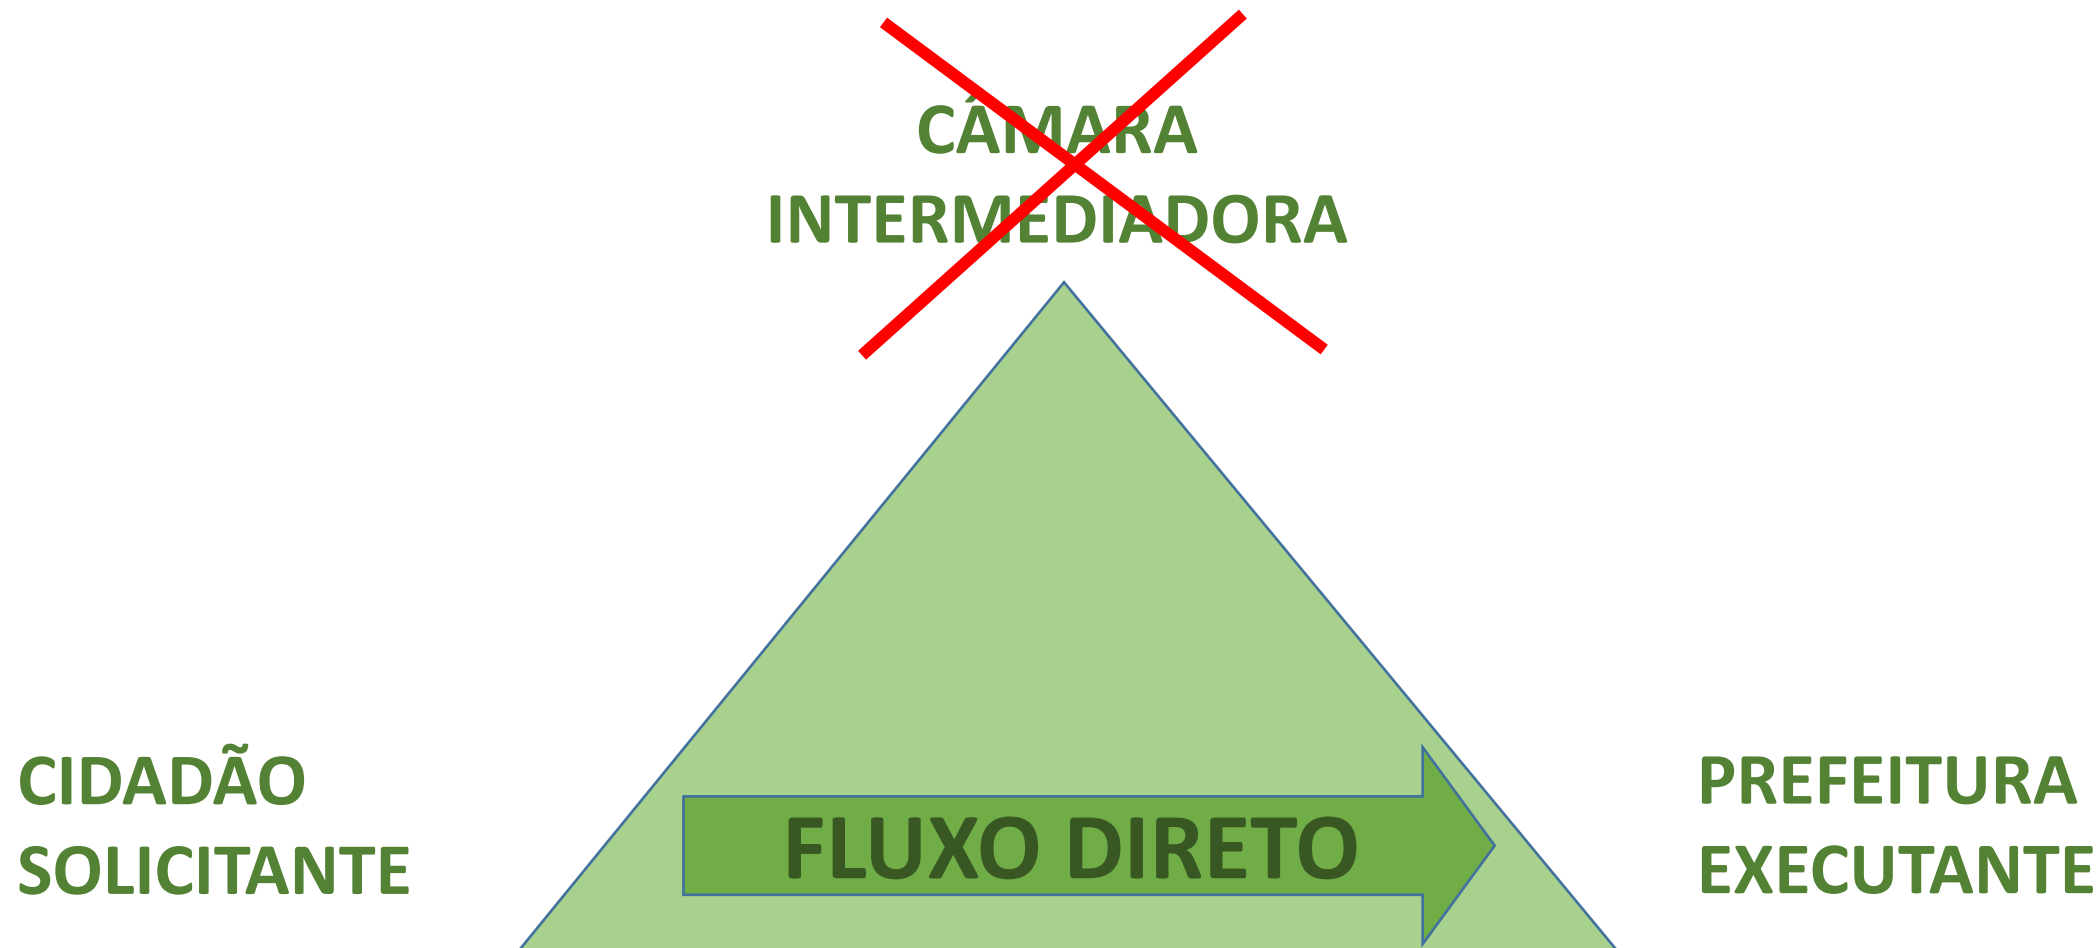 CÂMARA
INTERMEDIADORA
CIDADÃO
SOLICITANTE
FLUXO DIRETO
PREFEITURA
EXECUTANTE